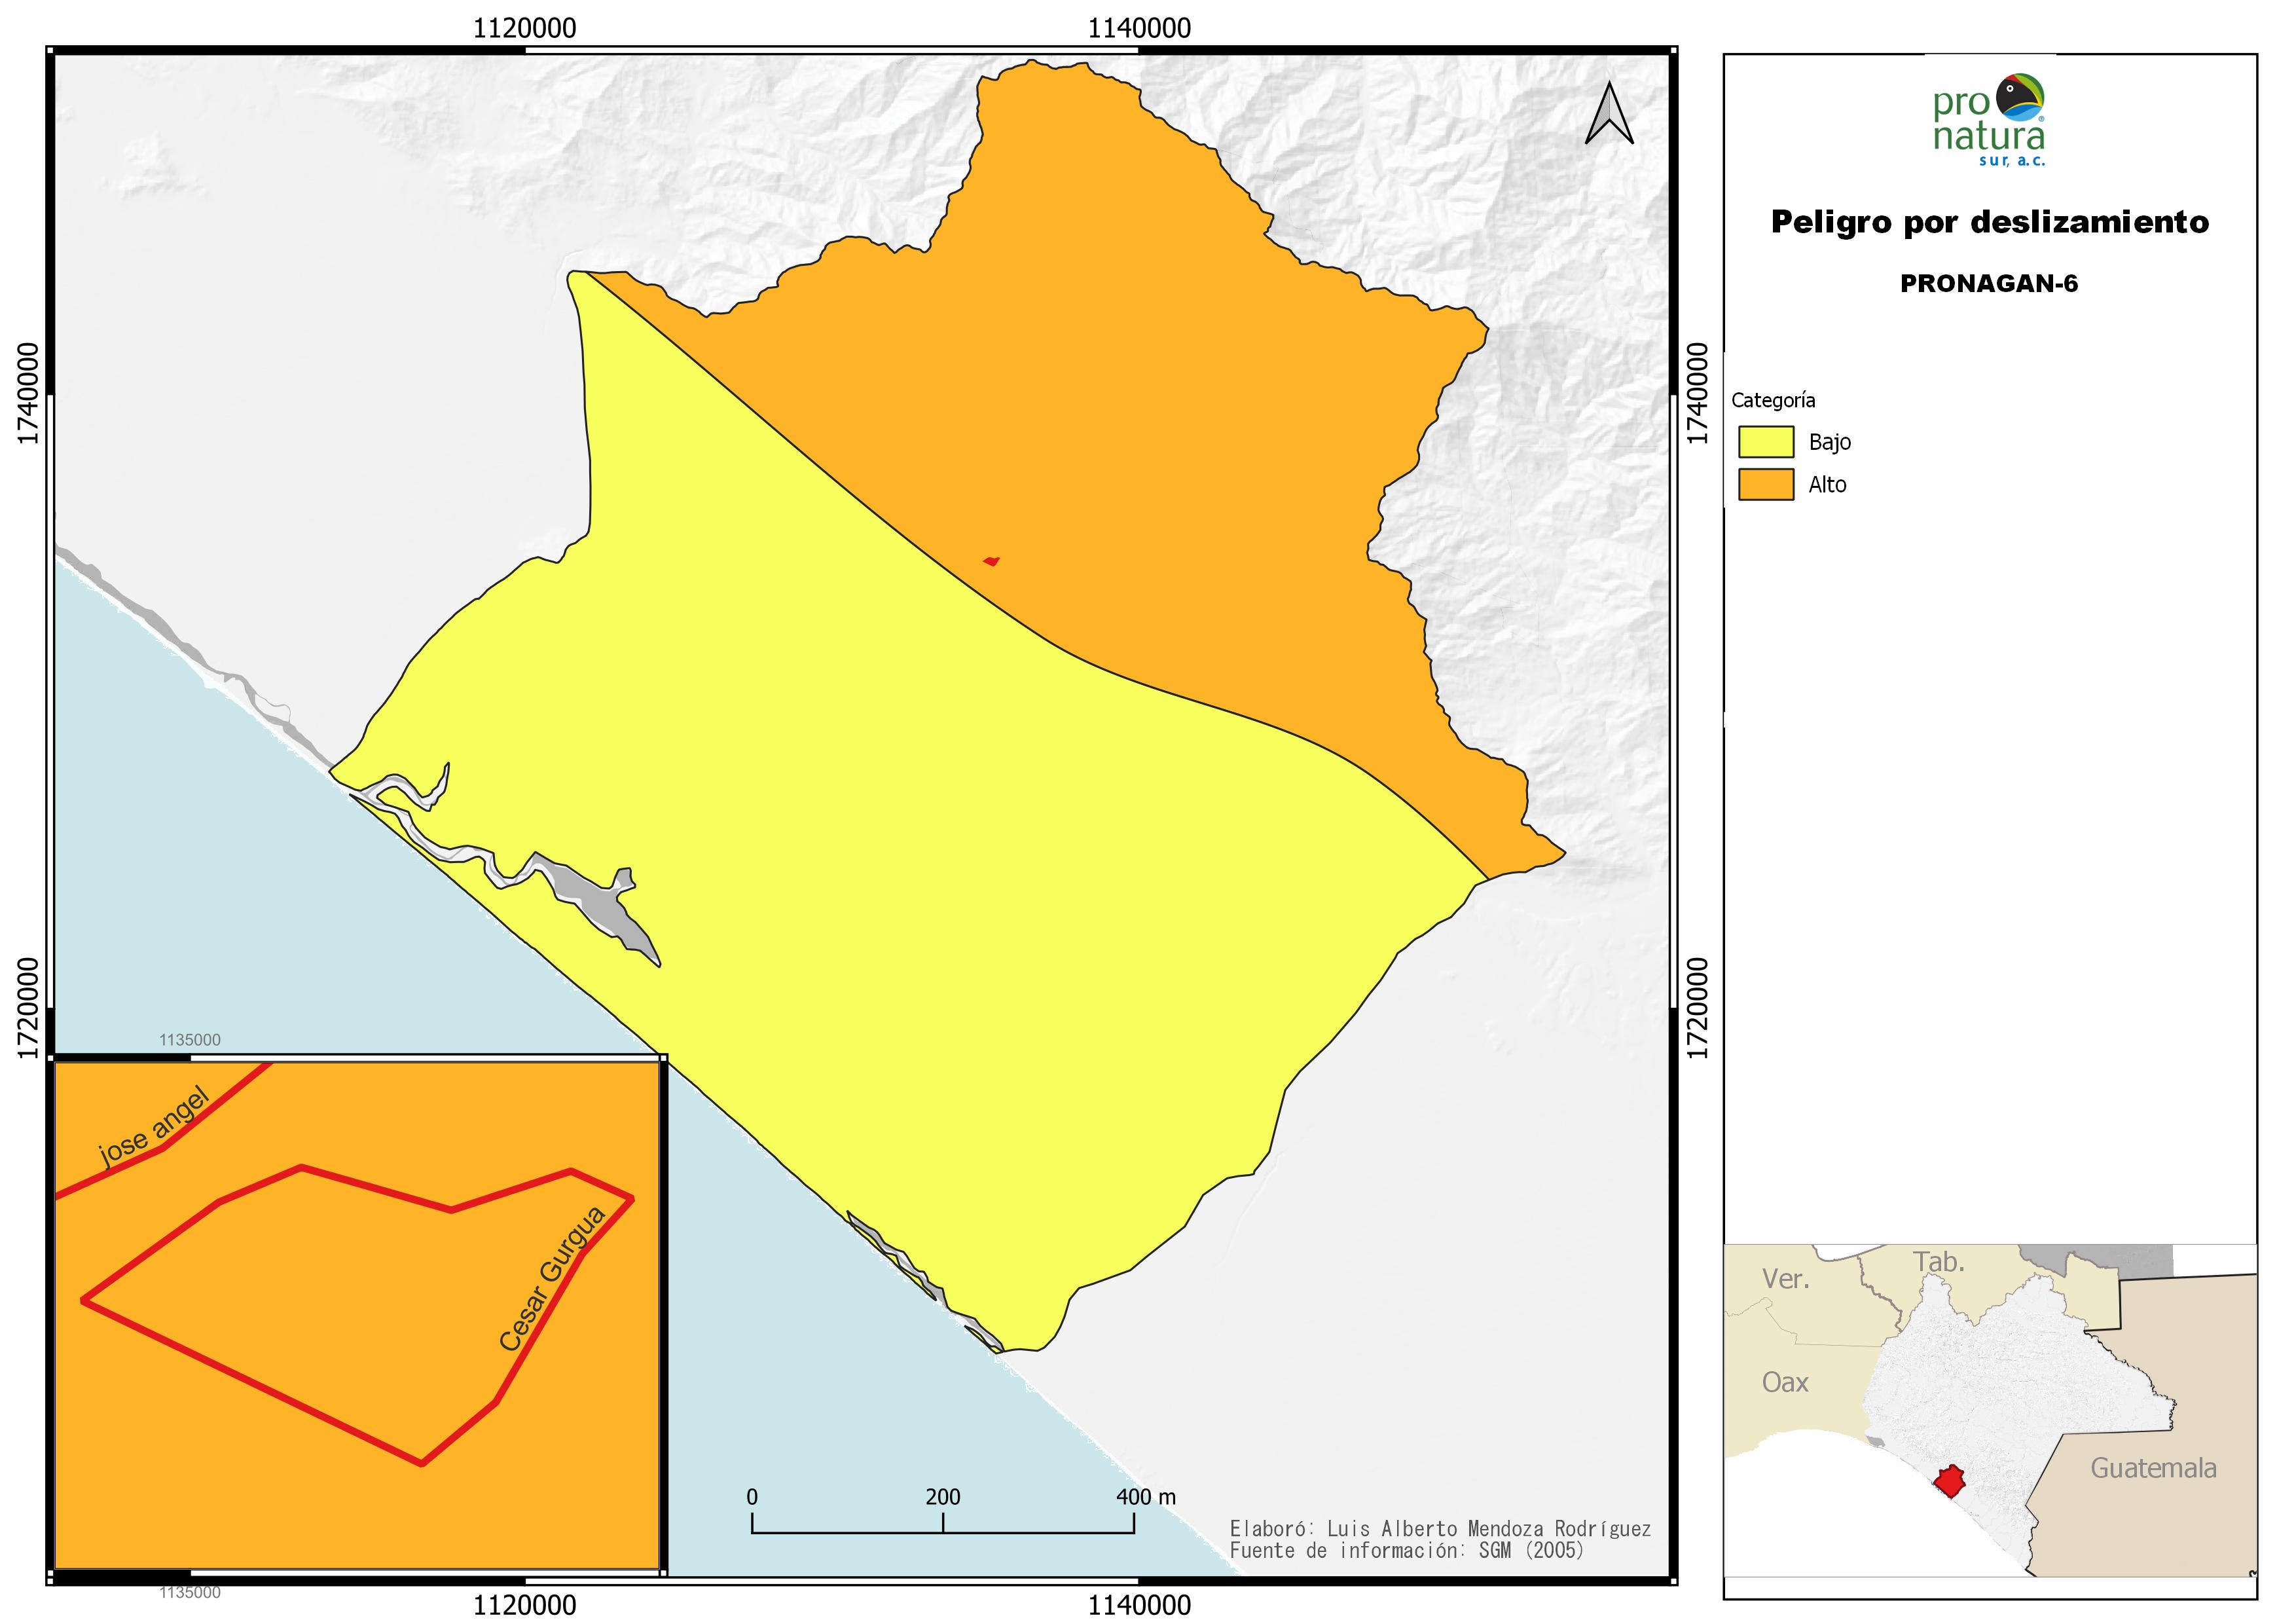 1120000
1140000
1740000
1720000
1740000
1720000
1135000
jose angel
Cesar Gurgua
1135000
1120000
1140000
0 200 400 m
Elaboró: Luis Alberto Mendoza Rodríguez
Fuente de información: SGM (2005)
pro
natura
sur, a.c.
Peligro por deslizamiento
PRONAGAN-6
Categoría
Bajo
Alto
Ver.
Tab.
Oax
Guatemala